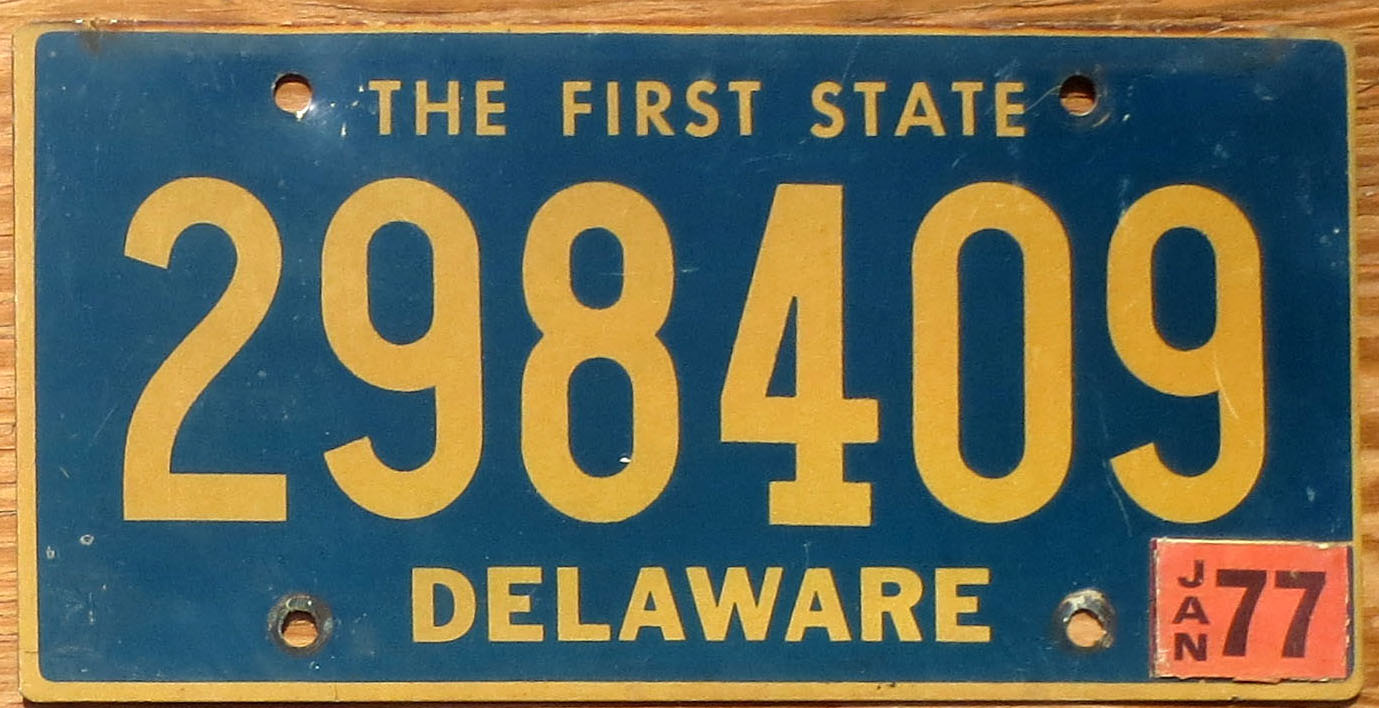 THE FIRST STATE
298409
DELAWARE
JAN 77